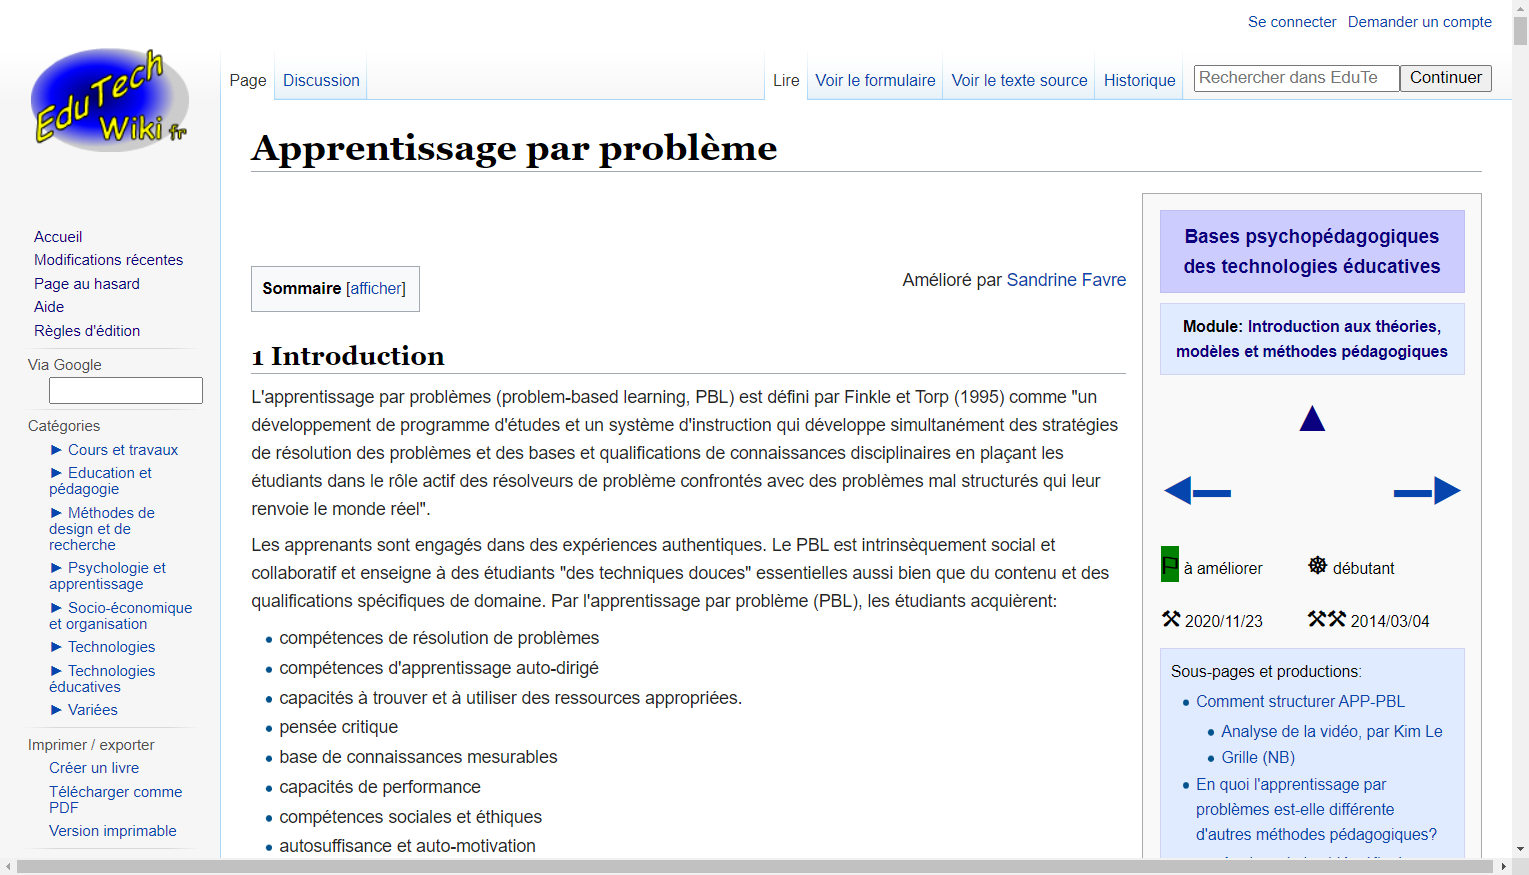 Se connecter Demander un compte
EduTech
Wiki fr
Page Discussion Lire Voir le formulaire Voir le texte source Historique Rechercher dans EduTe Continuer
Apprentissage par problème
Accueil
Modifications récentes
Page au hasard
Aide
Règles d'édition
Via Google
Catégories
► Cours et travaux
► Education et
pédagogie
► Méthodes de
design et de
recherche
► Psychologie et
apprentissage
► Socio-économique
et organisation
► Technologies
► Technologies
éducatives
► Variées
Imprimer / exporter
Créer un livre
Télécharger comme
PDF
Version imprimable
Sommaire [afficher]
Amélioré par Sandrine Favre
1 Introduction
L'apprentissage par problèmes (problem-based learning, PBL) est défini par Finkle et Torp (1995) comme "un
développement de programme d'études et un système d'instruction qui développe simultanément des stratégies
de résolution des problèmes et des bases et qualifications de connaissances disciplinaires en plaçant les
étudiants dans le rôle actif des résolveurs de problème confrontés avec des problèmes mal structurés qui leur
renvoie le monde réel".
Les apprenants sont engagés dans des expériences authentiques. Le PBL est intrinsèquement social et
collaboratif et enseigne à des étudiants "des techniques douces" essentielles aussi bien que du contenu et des
qualifications spécifiques de domaine. Par l'apprentissage par problème (PBL), les étudiants acquièrent:
compétences de résolution de problèmes
compétences d'apprentissage auto-dirigé
capacités à trouver et à utiliser des ressources appropriées.
pensée critique
base de connaissances mesurables
capacités de performance
compétences sociales et éthiques
autosuffisance et auto-motivation
Bases psychopédagogiques
des technologies éducatives
Module: Introduction aux théories,
modèles et méthodes pédagogiques
▲
◄▬ ▬►
⚐ à améliorer ☸ débutant
⚒ 2020/11/23 ⚒⚒ 2014/03/04
Sous-pages et productions:
Comment structurer APP-PBL
Analyse de la vidéo, par Kim Le
Grille (NB)
En quoi l'apprentissage par
problèmes est-elle différente
d'autres méthodes pédagogiques?